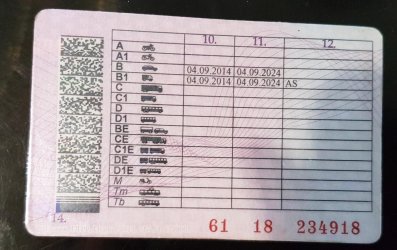 10. 11. 12.
A
A1
B 04.09.2014 04.09.2024
B1 04.09.2014 04.09.2024 AS
C
C1
D
D1
BE
CE
C1E
DE
D1E
M
Tm
Tb
14.
61 18 234918